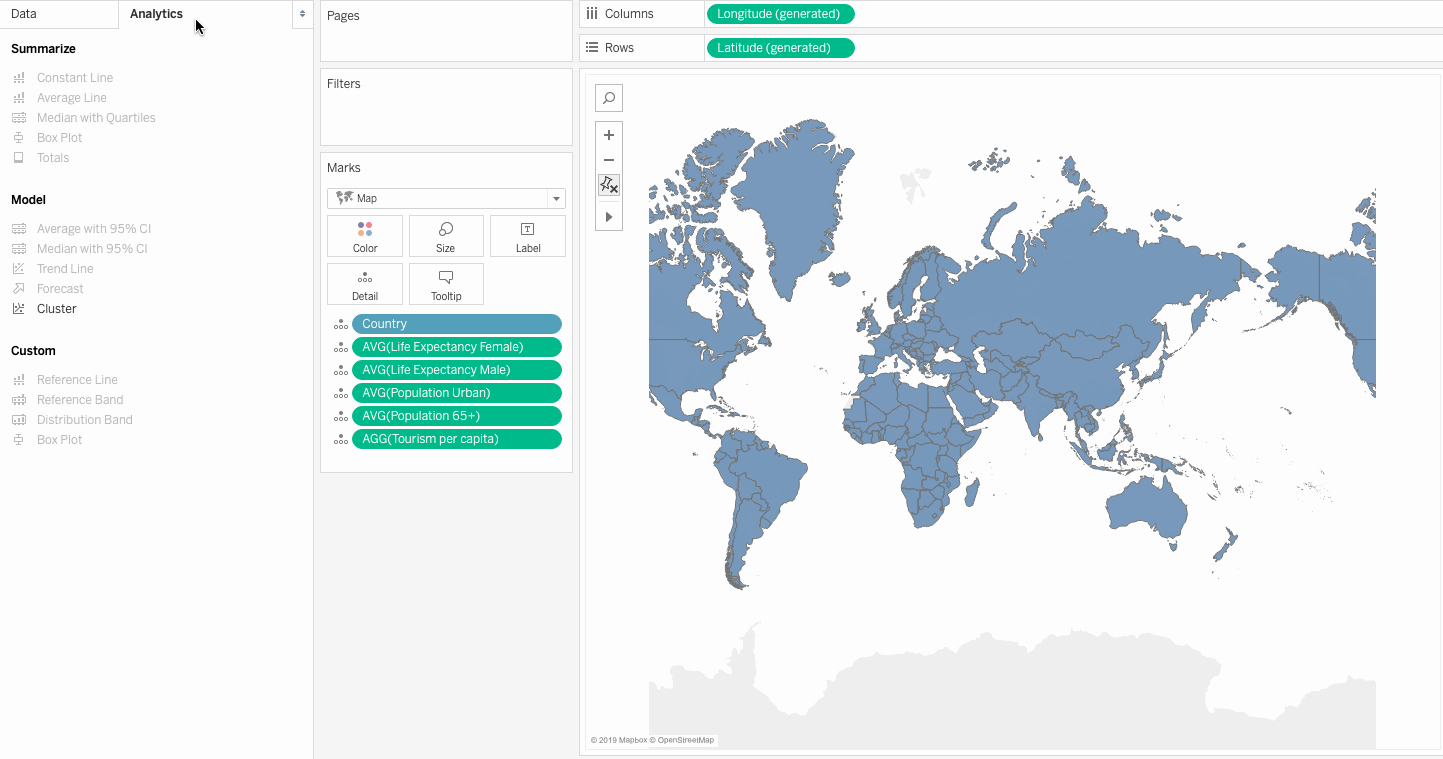 Data
Analytics
Summarize
Constant Line
Average Line
Median with Quartiles
Box Plot
Totals
Model
Average with 95% CI
Median with 95% CI
Trend Line
Forecast
Cluster
Custom
Reference Line
Reference Band
Distribution Band
Box Plot
Pages
Filters
Marks
Map
Color
Size
Label
Detail
Tooltip
Country
AVG(Life Expectancy Female)
AVG(Life Expectancy Male)
AVG(Population Urban)
AVG(Population 65+)
AGG(Tourism per capita)
Columns
Longitude (generated)
Rows
Latitude (generated)
© 2019 Mapbox © OpenStreetMap